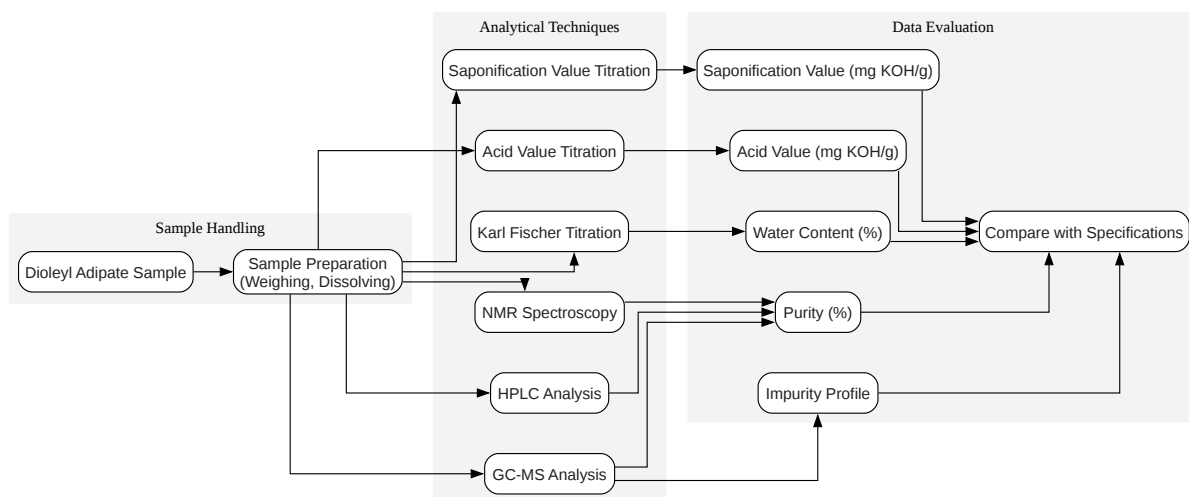 Analytical Techniques
Data Evaluation
Saponification Value Titration
Saponification Value (mg KOH/g)
Acid Value Titration
Acid Value (mg KOH/g)
Sample Handling
Karl Fischer Titration
Water Content (%)
Compare with Specifications
Dioleyl Adipate Sample
Sample Preparation
(Weighing, Dissolving)
NMR Spectroscopy
Purity (%)
HPLC Analysis
Impurity Profile
GC-MS Analysis